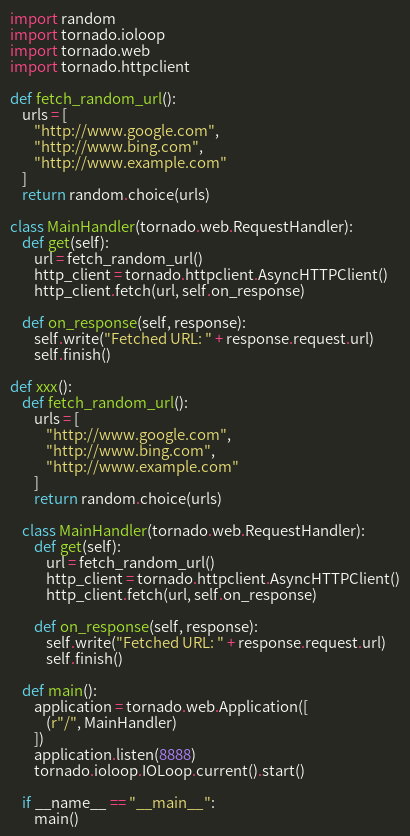 import random
import tornado.ioloop
import tornado.web
import tornado.httpclient

def fetch_random_url():
    urls = [
        "http://www.google.com",
        "http://www.bing.com",
        "http://www.example.com"
    ]
    return random.choice(urls)

class MainHandler(tornado.web.RequestHandler):
    def get(self):
        url = fetch_random_url()
        http_client = tornado.httpclient.AsyncHTTPClient()
        http_client.fetch(url, self.on_response)

    def on_response(self, response):
        self.write("Fetched URL: " + response.request.url)
        self.finish()

def xxx():
    def fetch_random_url():
        urls = [
            "http://www.google.com",
            "http://www.bing.com",
            "http://www.example.com"
        ]
        return random.choice(urls)

    class MainHandler(tornado.web.RequestHandler):
        def get(self):
            url = fetch_random_url()
            http_client = tornado.httpclient.AsyncHTTPClient()
            http_client.fetch(url, self.on_response)

        def on_response(self, response):
            self.write("Fetched URL: " + response.request.url)
            self.finish()

    def main():
        application = tornado.web.Application([
            (r"/", MainHandler)
        ])
        application.listen(8888)
        tornado.ioloop.IOLoop.current().start()

    if __name__ == "__main__":
        main()